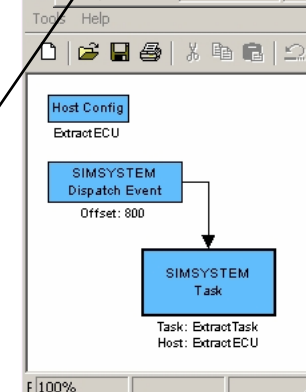 Tools Help
Host Config
ExtractECU
SIMSYSTEM
Dispatch Event
Offset: 800
SIMSYSTEM
Task
Task: ExtractTask
Host: ExtractECU
100%